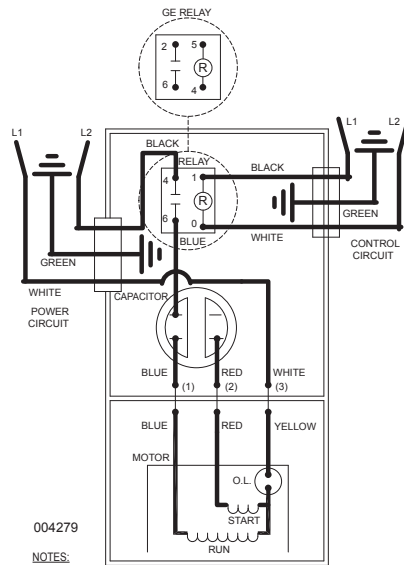 GE RELAY
2 5
R
6 4
L1 L2
L1 L2
BLACK
RELAY
BLACK
4 1
R
6 0
GREEN
BLUE
WHITE
CONTROL
CIRCUIT
GREEN
WHITE
CAPACITOR
POWER
CIRCUIT
BLUE RED WHITE
(1) (2) (3)
BLUE RED YELLOW
MOTOR
O.L.
START
RUN
004279
NOTES: